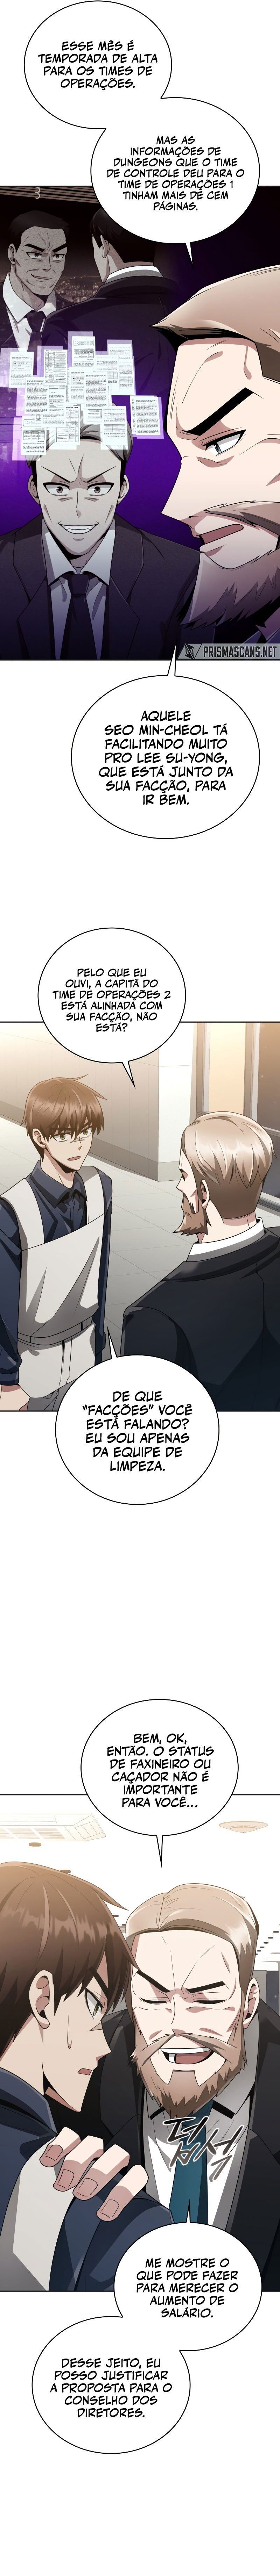 ESSE MÊS É
TEMPORADA DE ALTA
PARA OS TIMES DE
OPERAÇÕES.
MAS AS
INFORMAÇÕES DE
DUNGEONS QUE O TIME
DE CONTROLE DEU PARA O
TIME DE OPERAÇÕES 1
TINHAM MAIS DE CEM
PÁGINAS.
PRISMASCANS.NET
AQUELE
SEO MIN-CHEOL TÁ
FACILITANDO MUITO
PRO LEE SU-YONG,
QUE ESTÁ JUNTO DA
SUA FACÇÃO, PARA
IR BEM.
PELO QUE EU
OUVI, A CAPITÃ DO
TIME DE OPERAÇÕES 2
ESTÁ ALINHADA COM
SUA FACÇÃO, NÃO
ESTÁ?
DE QUE
"FACÇÕES" VOCÊ
ESTÁ FALANDO?
EU SOU APENAS
DA EQUIPE DE
LIMPEZA.
BEM, OK,
ENTÃO. O STATUS
DE FAXINEIRO OU
CAÇADOR NÃO É
IMPORTANTE
PARA VOCÊ...
ME MOSTRE O
QUE PODE FAZER
PARA MERECER O
AUMENTO DE
SALÁRIO.
DESSE JEITO, EU
POSSO JUSTIFICAR
A PROPOSTA PARA O
CONSELHO DOS
DIRETORES.